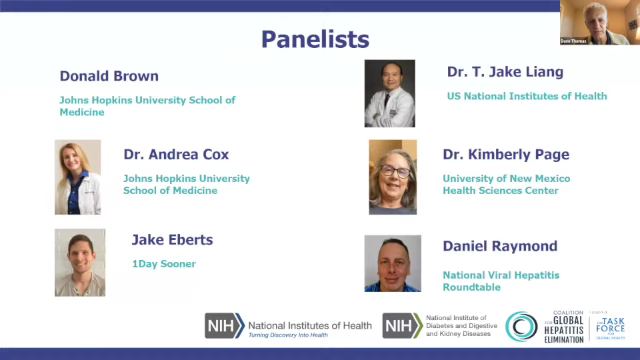 Panelists
Donald Brown
Johns Hopkins University School of
Medicine
Dr. Andrea Cox
Johns Hopkins University
School of Medicine
Jake Eberts
1Day Sooner
Dr. T. Jake Liang
US National Institutes of Health
Dr. Kimberly Page
University of New Mexico
Health Sciences Center
Daniel Raymond
National Viral Hepatitis
Roundtable
NIH National Institutes of Health
Turning Discovery Into Health
NIH National Institute of
Diabetes and Digestive
and Kidney Diseases
COALITION
FOR GLOBAL
HEPATITIS
ELIMINATION
TASK
FORCE
FOR
GLOBAL HEALTH
Thomas